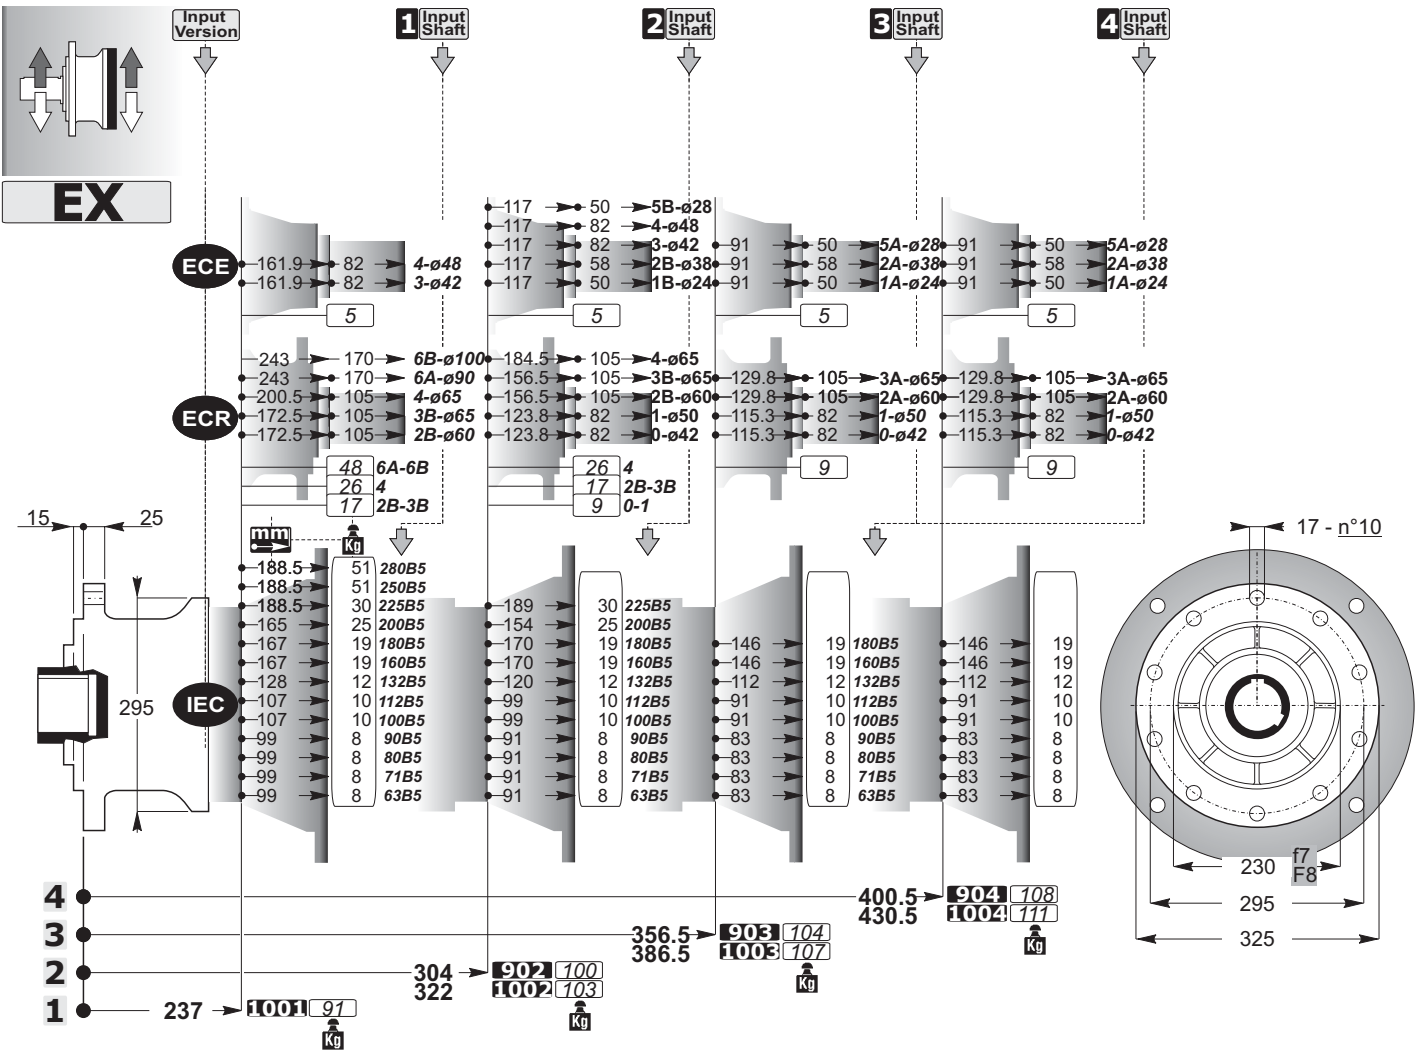 Input
Version
1 Input
Shaft
2 Input
Shaft
3 Input
Shaft
4 Input
Shaft
EX
117 50 5B-ø28
117 82 4-ø48
117 82 3-ø42 91 50 5A-ø28 91 50 5A-ø28
ECE 161.9 82 4-ø48 117 58 2B-ø38 91 58 2A-ø38 91 58 2A-ø38
161.9 82 3-ø42 117 50 1B-ø24 91 50 1A-ø24 91 50 1A-ø24
5 5 5 5
243 170 6B-ø100 184.5 105 4-ø65
243 170 6A-ø90 156.5 105 3B-ø65 129.8 105 3A-ø65 129.8 105 3A-ø65
200.5 105 4-ø65 156.5 105 2B-ø60 129.8 105 2A-ø60 129.8 105 2A-ø60
ECR 172.5 105 3B-ø65 123.8 82 1-ø50 115.3 82 1-ø50 115.3 82 1-ø50
172.5 105 2B-ø60 123.8 82 0-ø42 115.3 82 0-ø42 115.3 82 0-ø42
48 6A-6B 26 4 9 9
26 4 17 2B-3B
17 2B-3B 9 0-1
15 25 mm Kg 17 - n°10
188.5 51 280B5
188.5 51 250B5
188.5 30 225B5 189 30 225B5
165 25 200B5 154 25 200B5
167 19 180B5 170 19 180B5 146 19 180B5 146 19
167 19 160B5 170 19 160B5 146 19 160B5 146 19
128 12 132B5 120 12 132B5 112 12 132B5 112 12
295 IEC 107 10 112B5 99 10 112B5 91 10 112B5 91 10
107 10 100B5 99 10 100B5 91 10 100B5 91 10
99 8 90B5 91 8 90B5 83 8 90B5 83 8
99 8 80B5 91 8 80B5 83 8 80B5 83 8
99 8 71B5 91 8 71B5 83 8 71B5 83 8
99 8 63B5 91 8 63B5 83 8 63B5 83 8
230 f7
F8
295
325
4 400.5 904 108
430.5 1004 111
Kg
3 356.5 903 104
386.5 1003 107
Kg
2 304 902 100
322 1002 103
Kg
1 237 1001 91
Kg